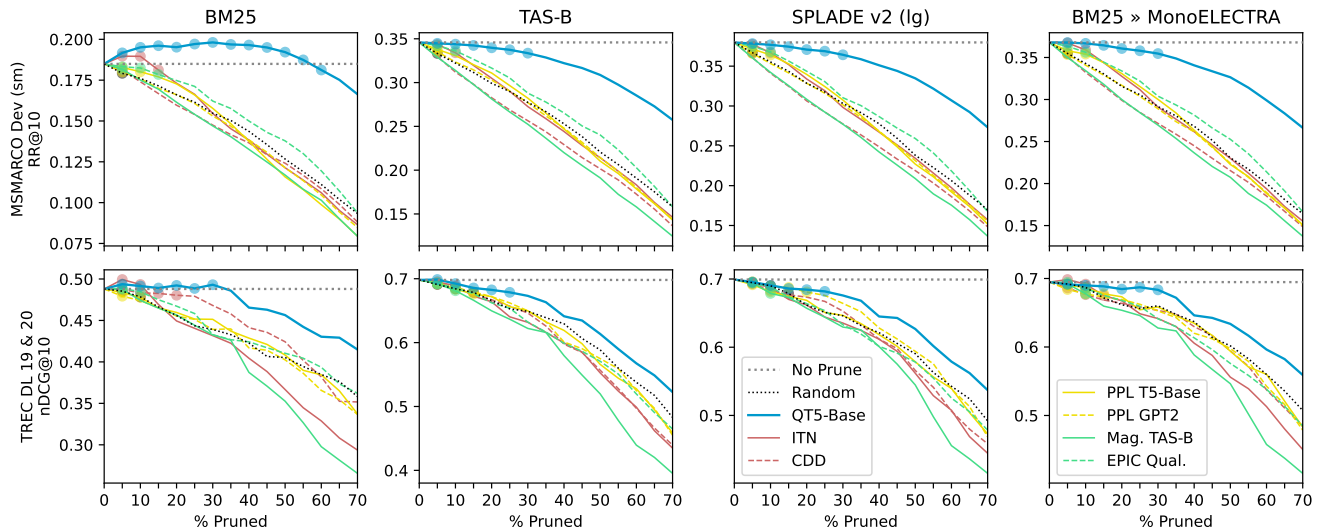 BM25
TAS-B
SPLADE v2 (lg)
BM25 » MonoELECTRA
MSMARCO Dev (sm)
RR@10
0.200
0.175
0.150
0.125
0.100
0.075
0.35
0.30
0.25
0.20
0.15
0.35
0.30
0.25
0.20
0.15
0.35
0.30
0.25
0.20
0.15
TREC DL 19 & 20
nDCG@10
0.50
0.45
0.40
0.35
0.30
0.7
0.6
0.5
0.4
0.7
0.6
0.5
0.7
0.6
0.5
No Prune
Random
QT5-Base
ITN
CDD
PPL T5-Base
PPL GPT2
Mag. TAS-B
EPIC Qual.
0 10 20 30 40 50 60 70
0 10 20 30 40 50 60 70
0 10 20 30 40 50 60 70
0 10 20 30 40 50 60 70
% Pruned
% Pruned
% Pruned
% Pruned